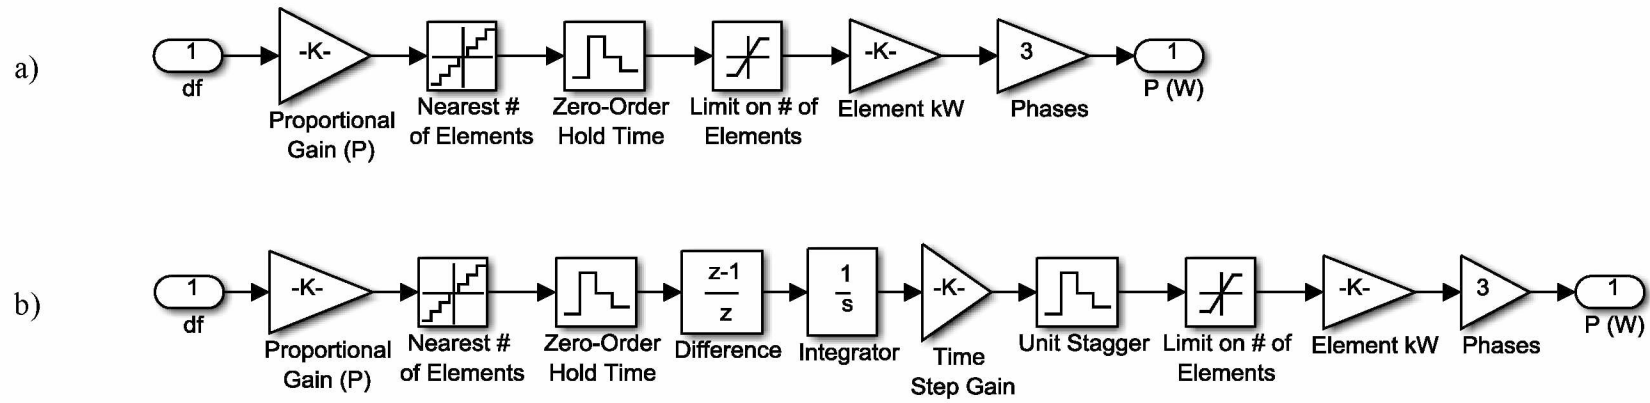 a)
1
df
-K-
Proportional
Gain (P)
Nearest #
of Elements
Zero-Order
Hold Time
Limit on # of
Elements
-K-
Element kW
3
Phases
1
P (W)
b)
1
df
-K-
Proportional
Gain (P)
Nearest #
of Elements
Zero-Order
Hold Time
z-1
z
Difference
1
s
Integrator
-K-
Time
Step Gain
Unit Stagger
Limit on # of
Elements
-K-
Element kW
3
Phases
1
P (W)